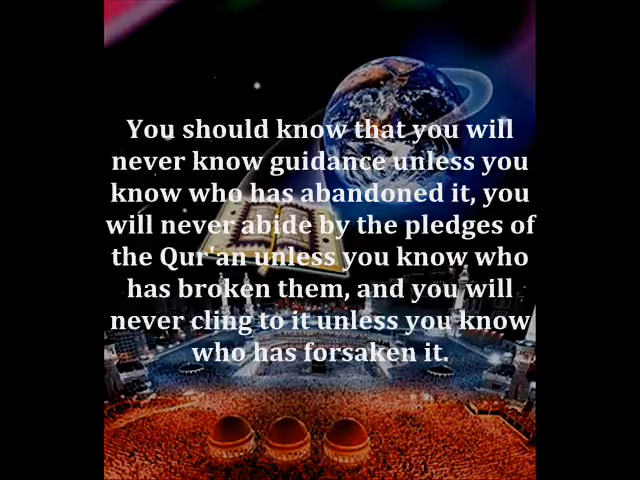 You should know that you will
never know guidance unless you
know who has abandoned it, you
will never abide by the pledges of
the Qur'an unless you know who
has broken them, and you will
never cling to it unless you know
who has forsaken it.